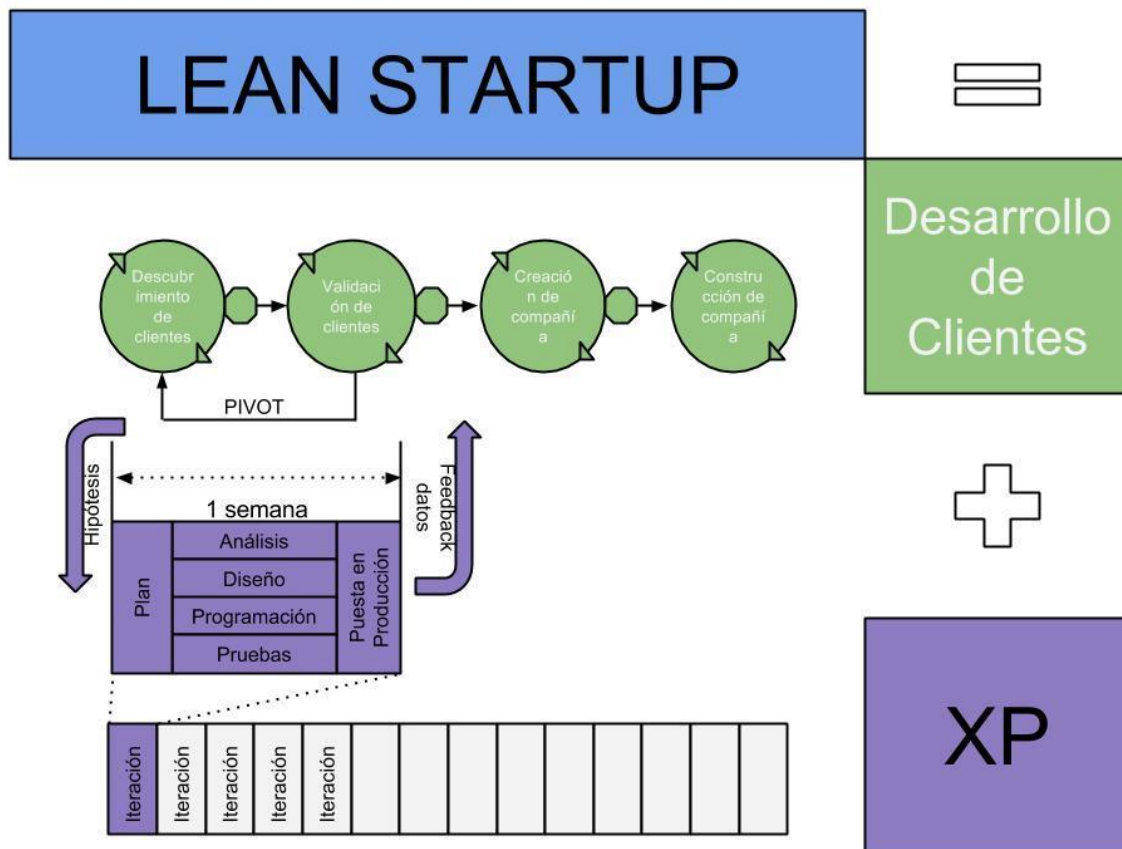 LEAN STARTUP
Desarrollo
de
Clientes
Descubr
imiento
de
clientes
Validaci
ón de
clientes
Creació
n de
compañí
a
Constru
cción de
compañí
a
PIVOT
Hipótesis
1 semana
Feedback
datos
Plan
Análisis
Diseño
Programación
Pruebas
Puesta en
Producción
XP
Iteración
Iteración
Iteración
Iteración
Iteración